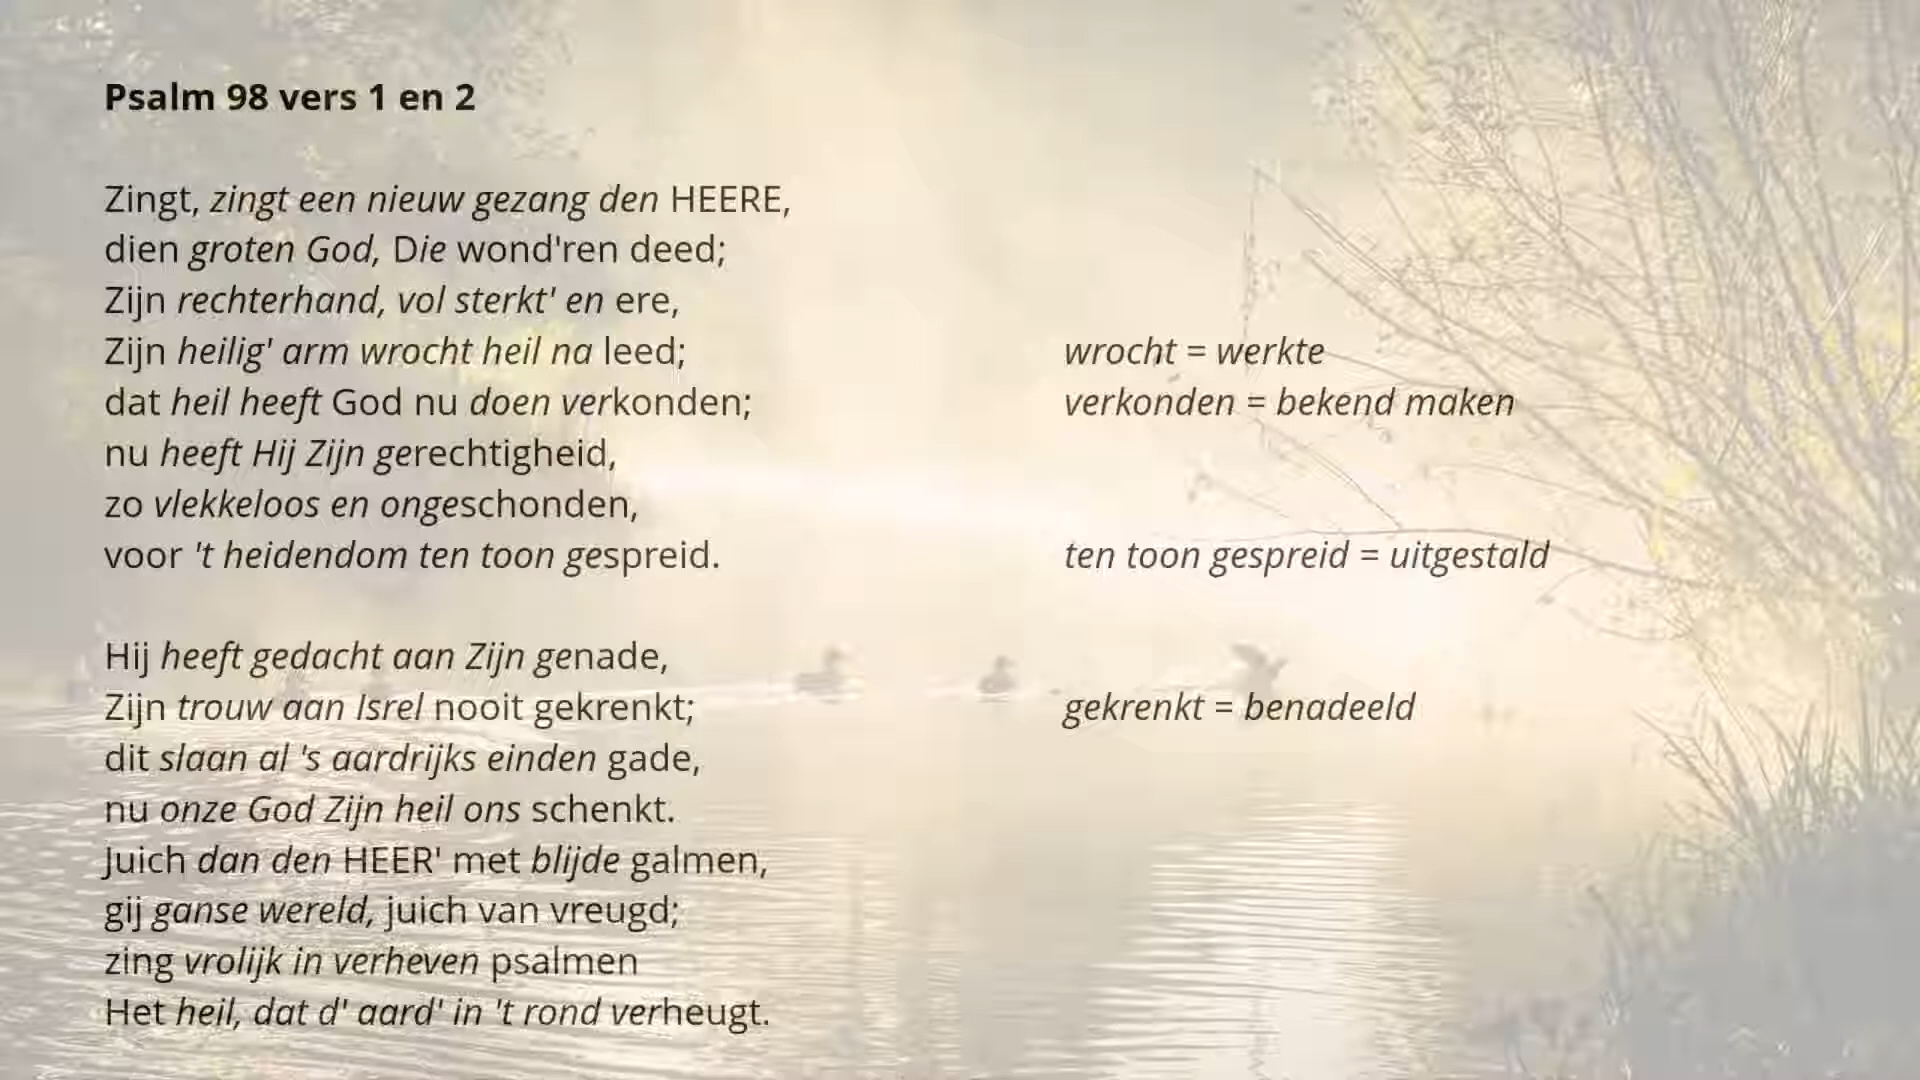 Psalm 98 vers 1 en 2
Zingt, zingt een nieuw gezang den HEERE,
dien groten God, Die wond'ren deed;
Zijn rechterhand, vol sterkt' en ere,
Zijn heilig' arm wrocht heil na leed;
wrocht = werkte
dat heil heeft God nu doen verkonden;
verkonden = bekend maken
nu heeft Hij Zijn gerechtigheid,
zo vlekkeloos en ongeschonden,
voor 't heidendom ten toon gespreid.
ten toon gespreid = uitgestald
Hij heeft gedacht aan Zijn genade,
Zijn trouw aan Isrel nooit gekrenkt;
gekrenkt = benadeeld
dit slaan al 's aardrijks einden gade,
nu onze God Zijn heil ons schenkt.
Juich dan den HEER' met blijde galmen,
gij ganse wereld, juich van vreugd;
zing vrolijk in verheven psalmen
Het heil, dat d' aard' in 't rond verheugt.